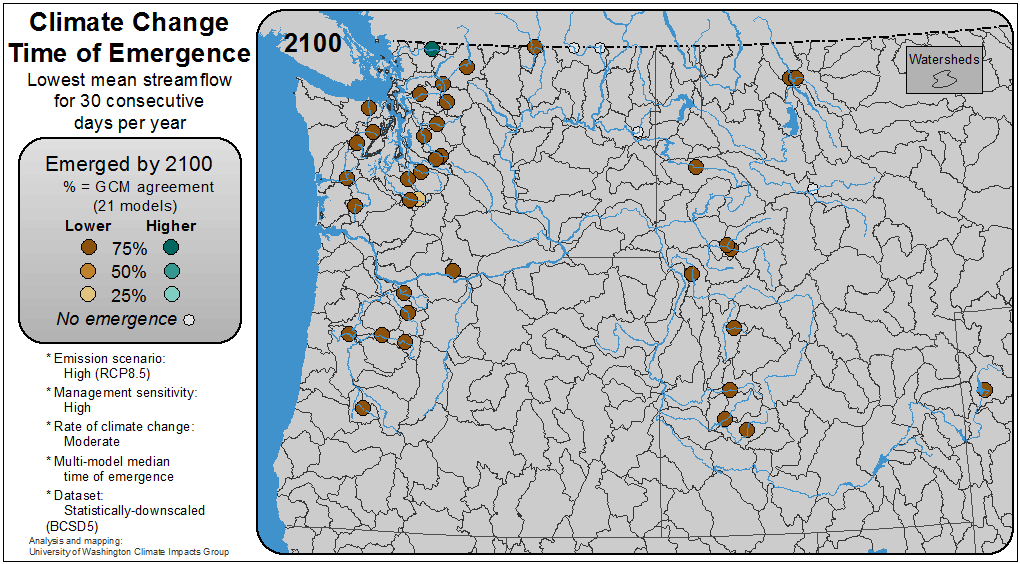 Climate Change
Time of Emergence
Lowest mean streamflow
for 30 consecutive
days per year
Emerged by 2100
% = GCM agreement
(21 models)
Lower Higher
75%
50%
25%
No emergence
* Emission scenario:
High (RCP8.5)
* Management sensitivity:
High
* Rate of climate change:
Moderate
* Multi-model median
time of emergence
* Dataset:
Statistically-downscaled
(BCSD5)
Analysis and mapping:
University of Washington Climate Impacts Group
2100
Watersheds